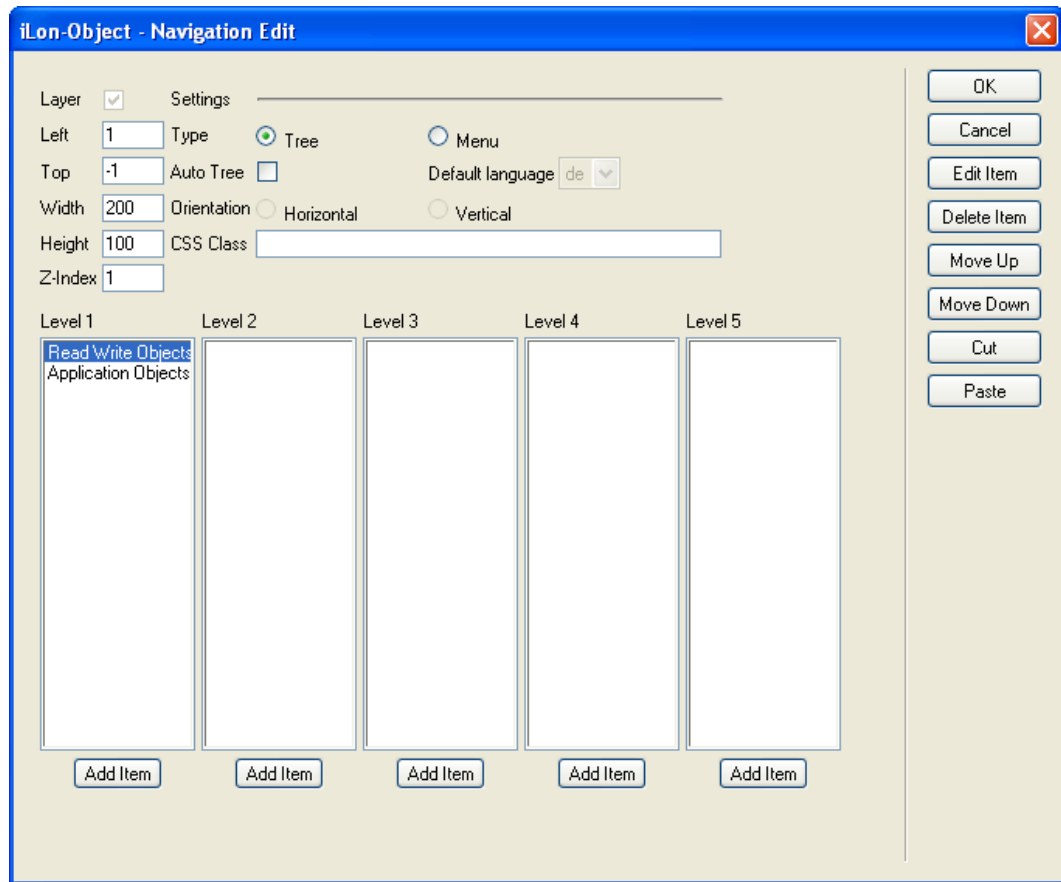 iLon-Object - Navigation Edit
Layer Settings
Left 1 Type Tree Menu
Top -1 Auto Tree Default language de
Width 200 Orientation Horizontal Vertical
Height 100 CSS Class
Z-Index 1
Level 1 Level 2 Level 3 Level 4 Level 5
Read Write Objects
Application Objects
Add Item Add Item Add Item Add Item Add Item
OK
Cancel
Edit Item
Delete Item
Move Up
Move Down
Cut
Paste